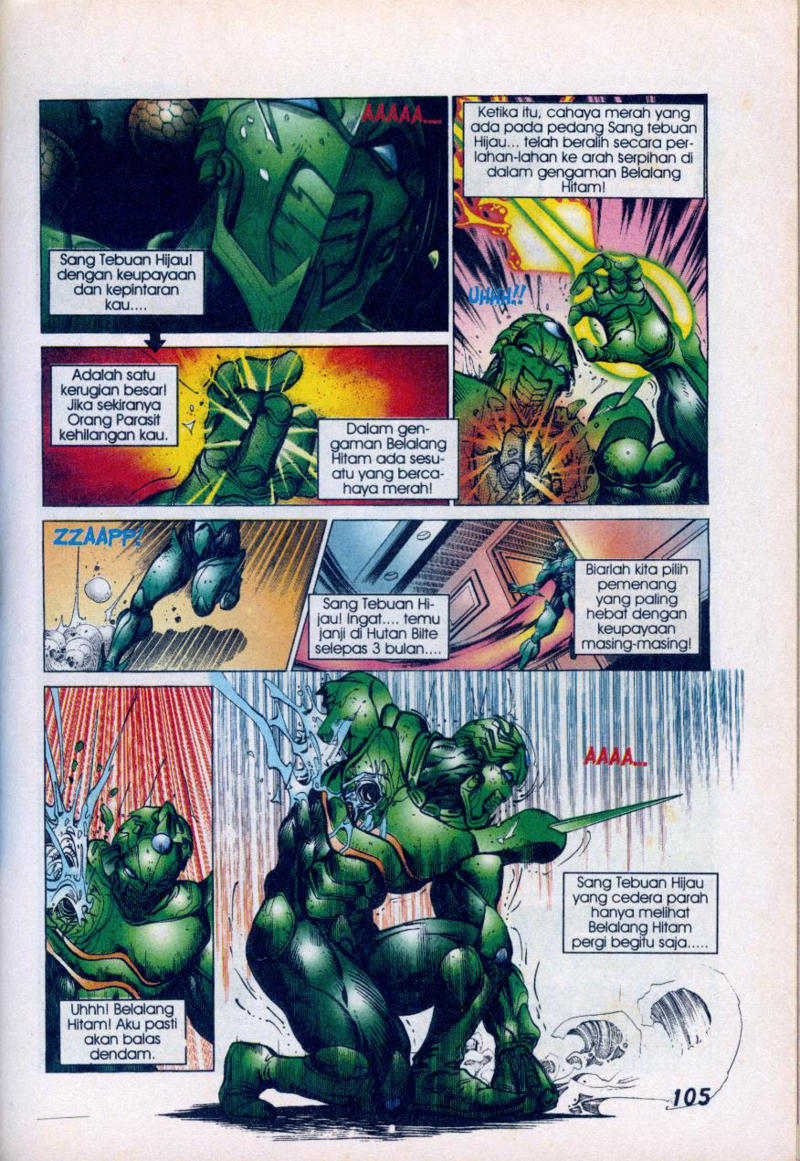 AAAAA....
Sang Tebuan Hijau!
dengan keupayaan
dan kepintaran
kau....
Ketika itu, cahaya merah yang
ada pada pedang Sang tebuan
Hijau... telah beralih secara per-
lahan-lahan ke arah serpihan di
dalam gengaman Belalang
Hitam!
UHHH!!
Adalah satu
kerugian besar!
Jika sekiranya
Orang Parasit
kehilangan kau.
Dalam gen-
gaman Belalang
Hitam ada sesu-
atu yang berca-
haya merah!
ZZAAPP!
Sang Tebuan Hi-
jau! Ingat.... temu
janji di Hutan Bilte
selepas 3 bulan....
Biarlah kita pilih
pemenang
yang paling
hebat dengan
keupayaan
masing-masing!
Uhhh! Belalang
Hitam! Aku pasti
akan balas
dendam.
AAAA...
Sang Tebuan Hijau
yang cedera parah
hanya melihat
Belalang Hitam
pergi begitu saja.....
105